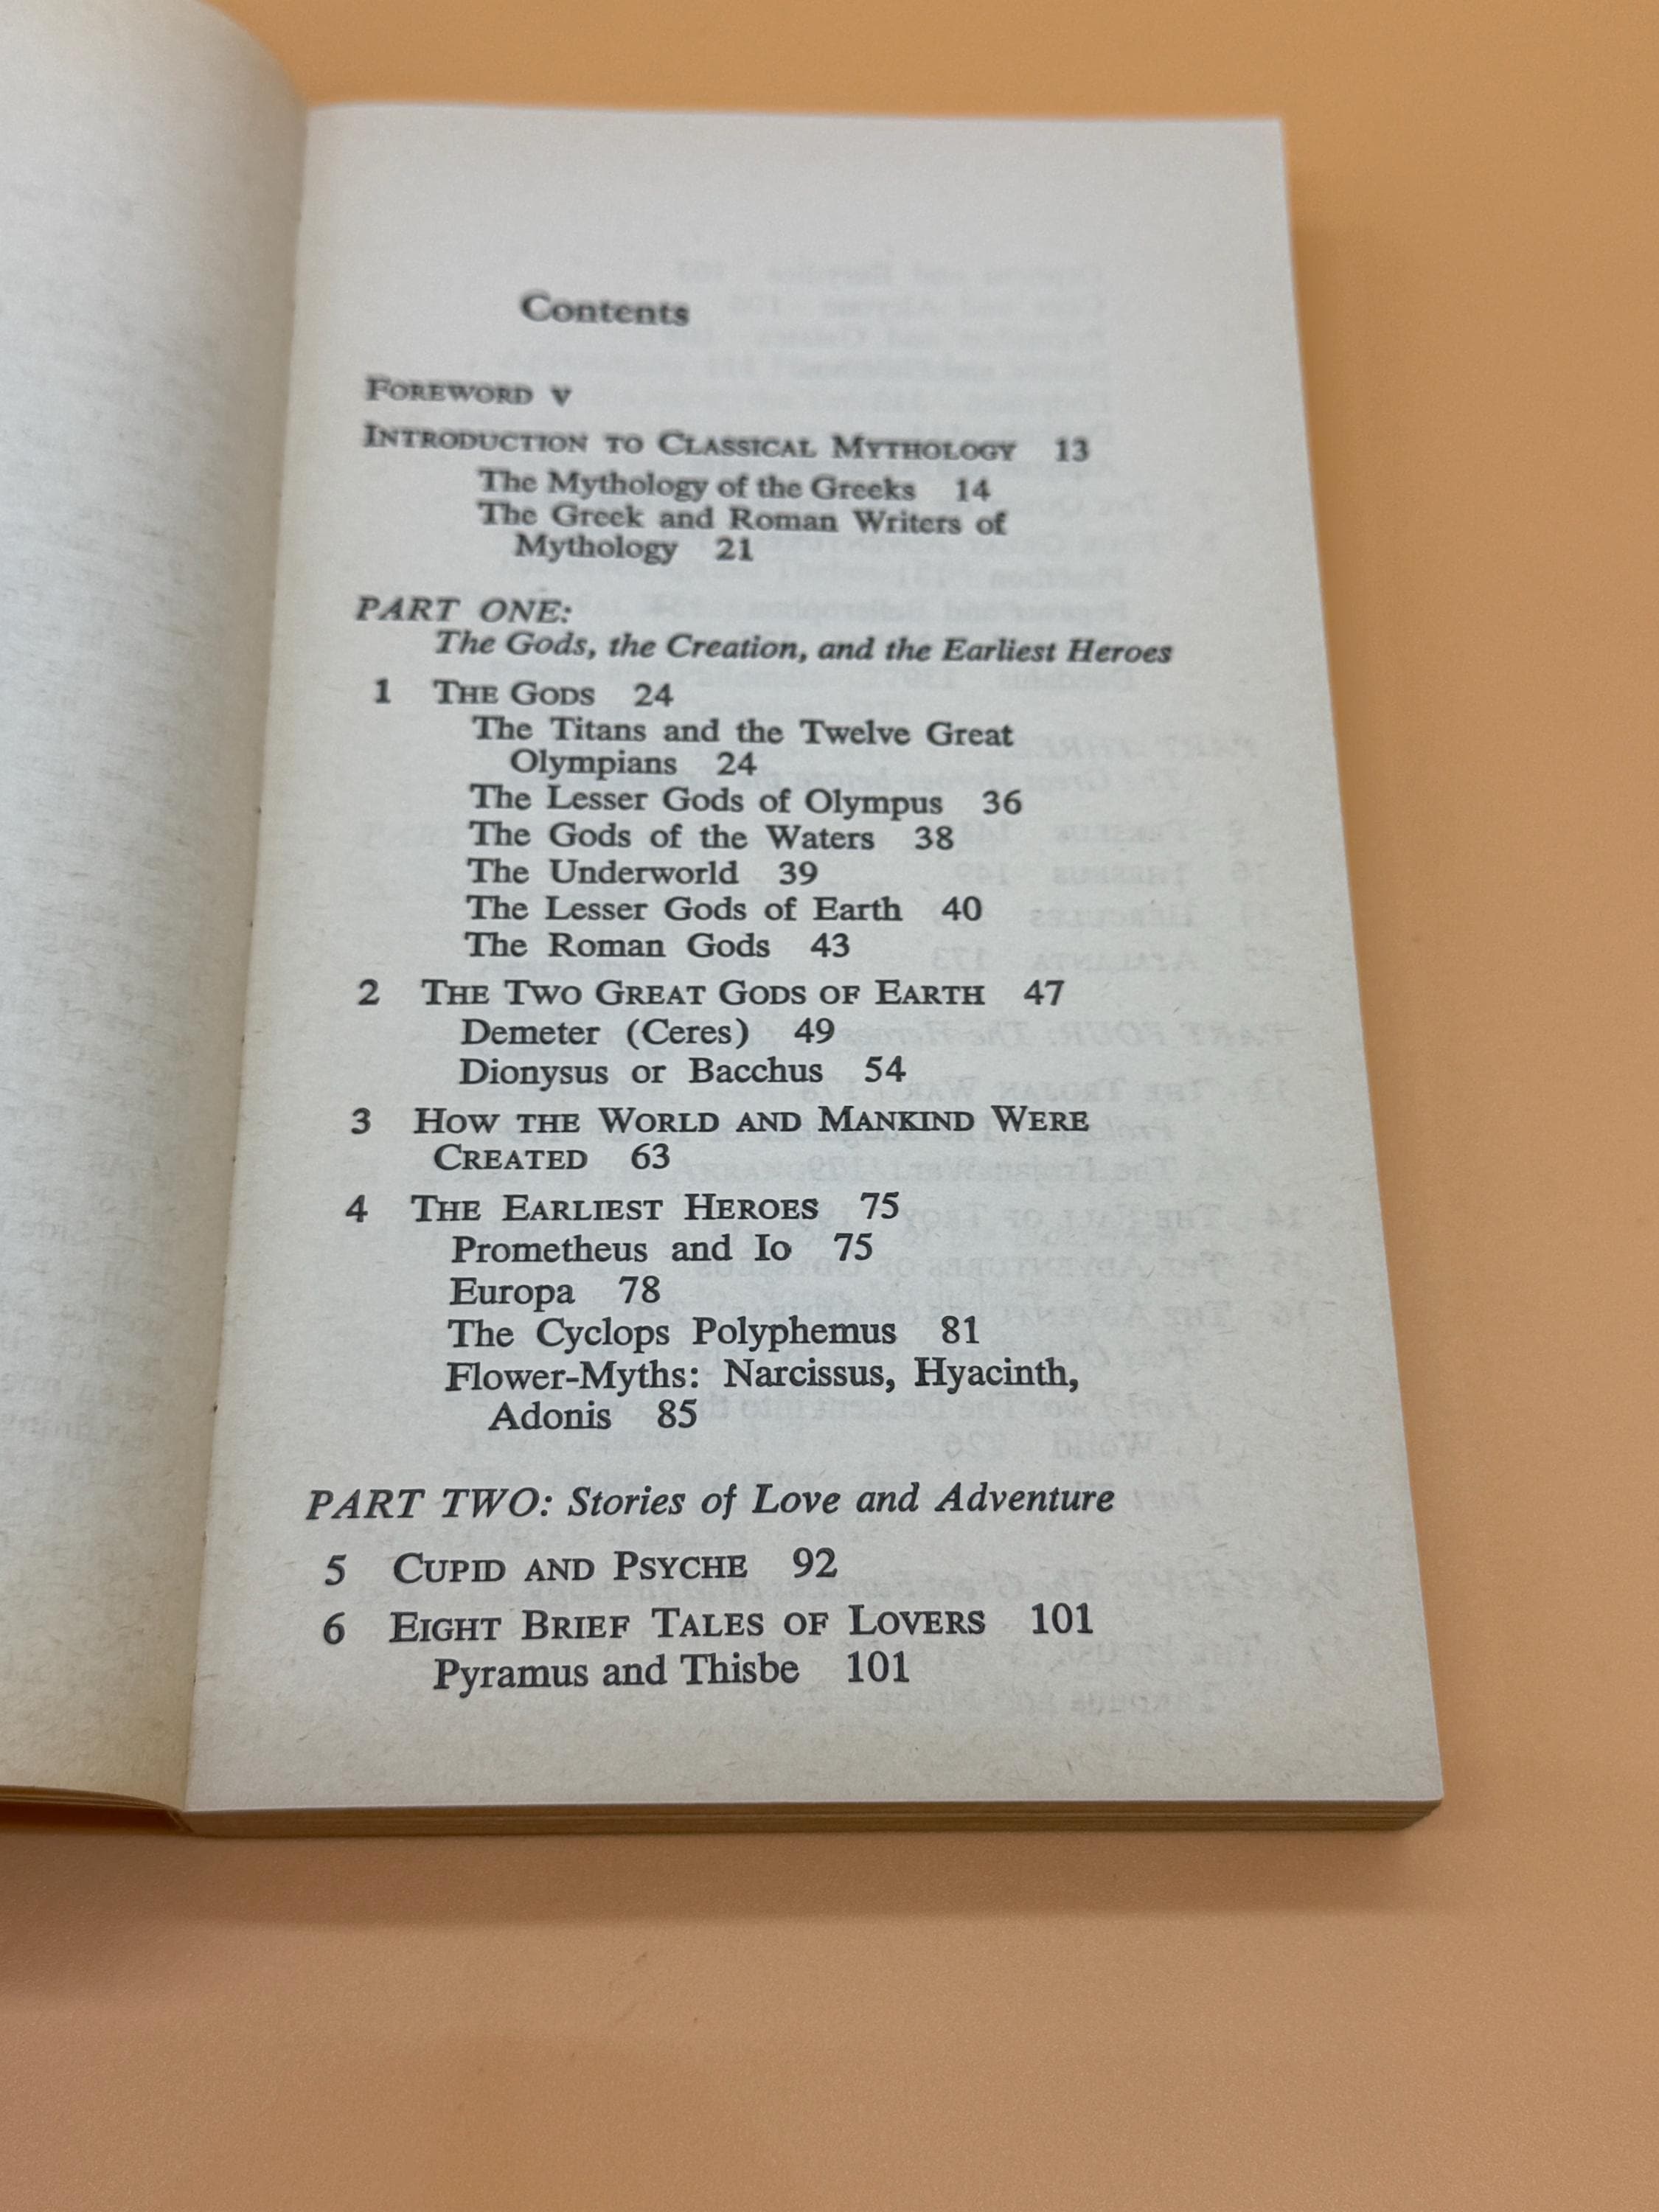 Contents
FOREWORD v
INTRODUCTION TO CLASSICAL MYTHOLOGY 13
The Mythology of the Greeks 14
The Greek and Roman Writers of
Mythology 21
PART ONE:
The Gods, the Creation, and the Earliest Heroes
1 THE GODS 24
The Titans and the Twelve Great
Olympians 24
The Lesser Gods of Olympus 36
The Gods of the Waters 38
The Underworld 39
The Lesser Gods of Earth 40
The Roman Gods 43
2 THE TWO GREAT GODS OF EARTH 47
Demeter (Ceres) 49
Dionysus or Bacchus 54
3 HOW THE WORLD AND MANKIND WERE
CREATED 63
4 THE EARLIEST HEROES 75
Prometheus and Io 75
Europa 78
The Cyclops Polyphemus 81
Flower-Myths: Narcissus, Hyacinth,
Adonis 85
PART TWO: Stories of Love and Adventure
5 CUPID AND PSYCHE 92
6 EIGHT BRIEF TALES OF LOVERS 101
Pyramus and Thisbe 101